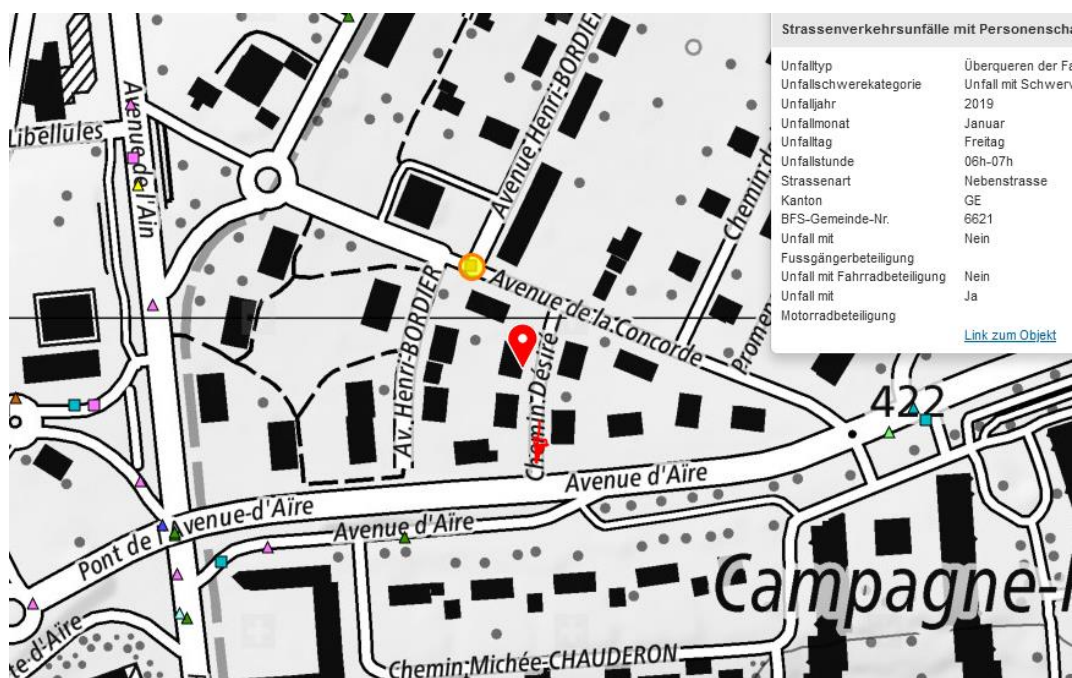 Strassenverkehrsunfälle mit Personenscha
Unfalltyp Überqueren der Fa
Unfallschwerekategorie Unfall mit Schwerv
Unfalljahr 2019
Unfallmonat Januar
Unfalltag Freitag
Unfallstunde 06h-07h
Strassenart Nebenstrasse
Kanton GE
BFS-Gemeinde-Nr. 6621
Unfall mit Nein
Fussgängerbeteiligung
Unfall mit Fahrradbeteiligung Nein
Unfall mit Ja
Motorradbeteiligung
Link zum Objekt
Libellules
Avenue de l'Ain
Avenue Henri-BORDIER
Chemin de
Avenue de la Concorde
Promen
Av. Henri-BORDIER
Chemin Désiré
422
Avenue d'Aïre
Avenue-d'Aïre
Avenue d'Aïre
Pont de l'
Campagne-
te-d'Aïre
Chemin Michée-CHAUDERON